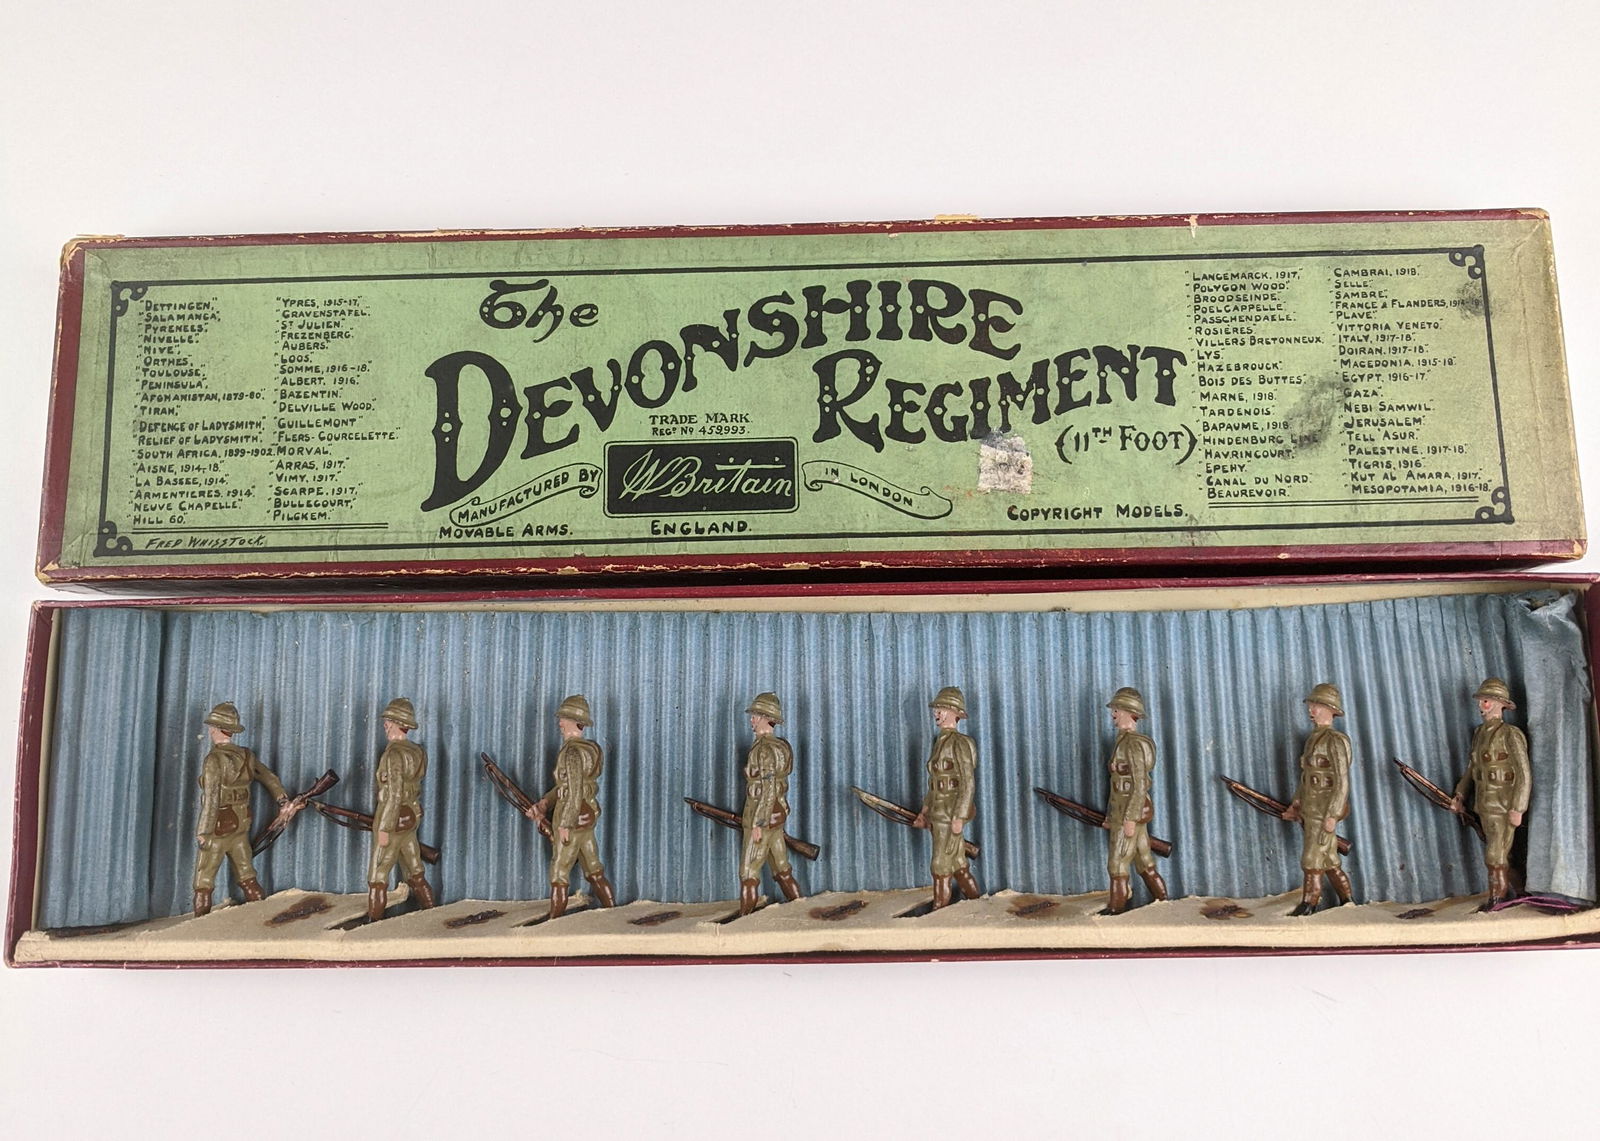 "DETTINGEN,"
"SALAMANCA,"
"PYRENEES,"
"NIVELLE,"
"NIVE,"
"ORTHES,"
"TOULOUSE,"
"PENINSULA,"
"AFGHANISTAN, 1879-80."
"TIRAH,"
"DEFENCE OF LADYSMITH,"
"RELIEF OF LADYSMITH,"
"SOUTH AFRICA, 1899-1902.
"AISNE, 1914-18."
"LA BASSEE, 1914."
"ARMENTIERES, 1914."
"NEUVE CHAPELLE."
"HILL 60."
"YPRES, 1915-17,"
"GRAVENSTAFEL.
"ST JULIEN."
"FREZENBERG.
"AUBERS."
"LOOS.
"SOMME, 1916-18."
"ALBERT, 1916."
"BAZENTIN."
"DELVILLE WOOD."
"GUILLEMONT"
"FLERS-COURCELETTE."
"MORVAL.
"ARRAS, 1917."
"VIMY, 1917."
"SCARPE, 1917,"
"BULLECOURT,"
"PILCKEM."
FRED WHISSTOCK.
The
DEVONSHIRE
REGIMENT
(11TH FOOT)
TRADE MARK
REGD No 459993.
MANUFACTURED BY
W Britain
IN LONDON
MOVABLE ARMS.
ENGLAND.
COPYRIGHT MODELS.
"LANGEMARCK, 1917,"
"POLYGON WOOD."
"BROODSEINDE.
"POELCAPPELLE."
"PASSCHENDAELE."
"ROSIÈRES."
"VILLERS BRETONNEUX.
"LYS."
"HAZEBROUCK."
"BOIS DES BUTTES."
"MARNE, 1918.
"TARDENOIS."
"BAPAUME, 1918.
"HINDENBURG LINE
"HAVRINCOURT."
"EPEHY.
"CANAL DU NORD."
"BEAUREVOIR."
"CAMBRAI, 1918."
"SELLE."
"SAMBRE."
"FRANCE & FLANDERS, 1914-18.
"PIAVE."
"VITTORIA VENETO."
"ITALY, 1917-18."
"DOIRAN, 1917-18."
"MACEDONIA, 1915-18"
"EGYPT, 1916-17."
"GAZA."
"NEBI SAMWIL.
"JERUSALEM."
"TELL 'ASUR."
"PALESTINE, 1917-18."
"TIGRIS, 1916."
"KUT AL AMARA, 1917."
"MESOPOTAMIA, 1916-18."